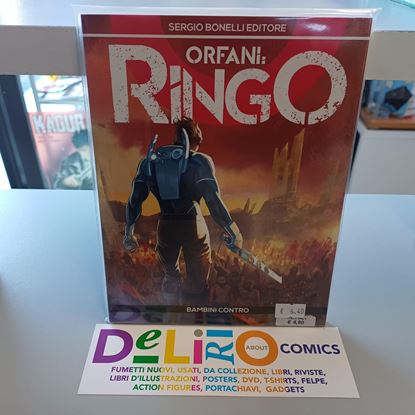 SERGIO BONELLI EDITORE
ORFANI:
RINGO
BAMBINI CONTRO
€ 6,40
€ 4,50
DELIRIO ABOUT COMICS
FUMETTI NUOVI, USATI, DA COLLEZIONE, LIBRI, RIVISTE,
LIBRI D'ILLUSTRAZIONI, POSTERS, DVD, T-SHIRTS, FELPE,
ACTION FIGURES, PORTACHIAVI, GADGETS